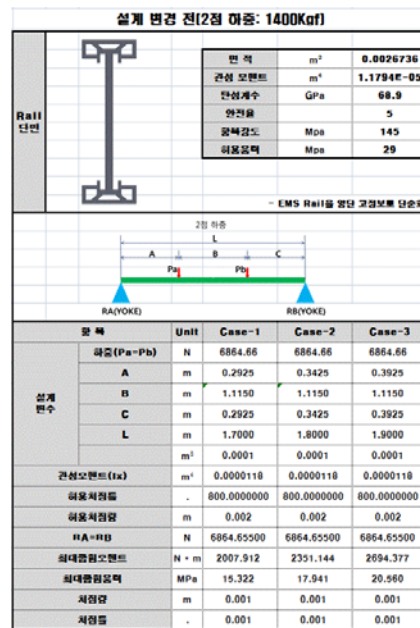 설계 변경 전(2점 하중: 1400Kgf)
Rail 단면
면 적 m² 0.0026736
관성 모멘트 m⁴ 1.1794E-05
탄성계수 GPa 68.9
안전율 5
항복강도 Mpa 145
허용응력 Mpa 29
- EMS Rail을 양단 고정보로 단순
2점 하중
L
A B C
Pa Pb
RA(YOKE) RB(YOKE)
항 목 Unit Case-1 Case-2 Case-3
설계 변수
하중(Pa=Pb) N 6864.66 6864.66 6864.66
A m 0.2925 0.3425 0.3925
B m 1.1150 1.1150 1.1150
C m 0.2925 0.3425 0.3925
L m 1.7000 1.8000 1.9000
m³ 0.0001 0.0001 0.0001
관성모멘트(Ix) m⁴ 0.0000118 0.0000118 0.0000118
허용처짐률 . 800.0000000 800.0000000 800.0000000
허용처짐량 m 0.002 0.002 0.002
RA=RB N 6864.65500 6864.65500 6864.65500
최대굽힘모멘트 N·m 2007.912 2351.144 2694.377
최대굽힘응력 MPa 15.322 17.941 20.560
처짐량 m 0.001 0.001 0.001
처짐률 . 0.001 0.001 0.001